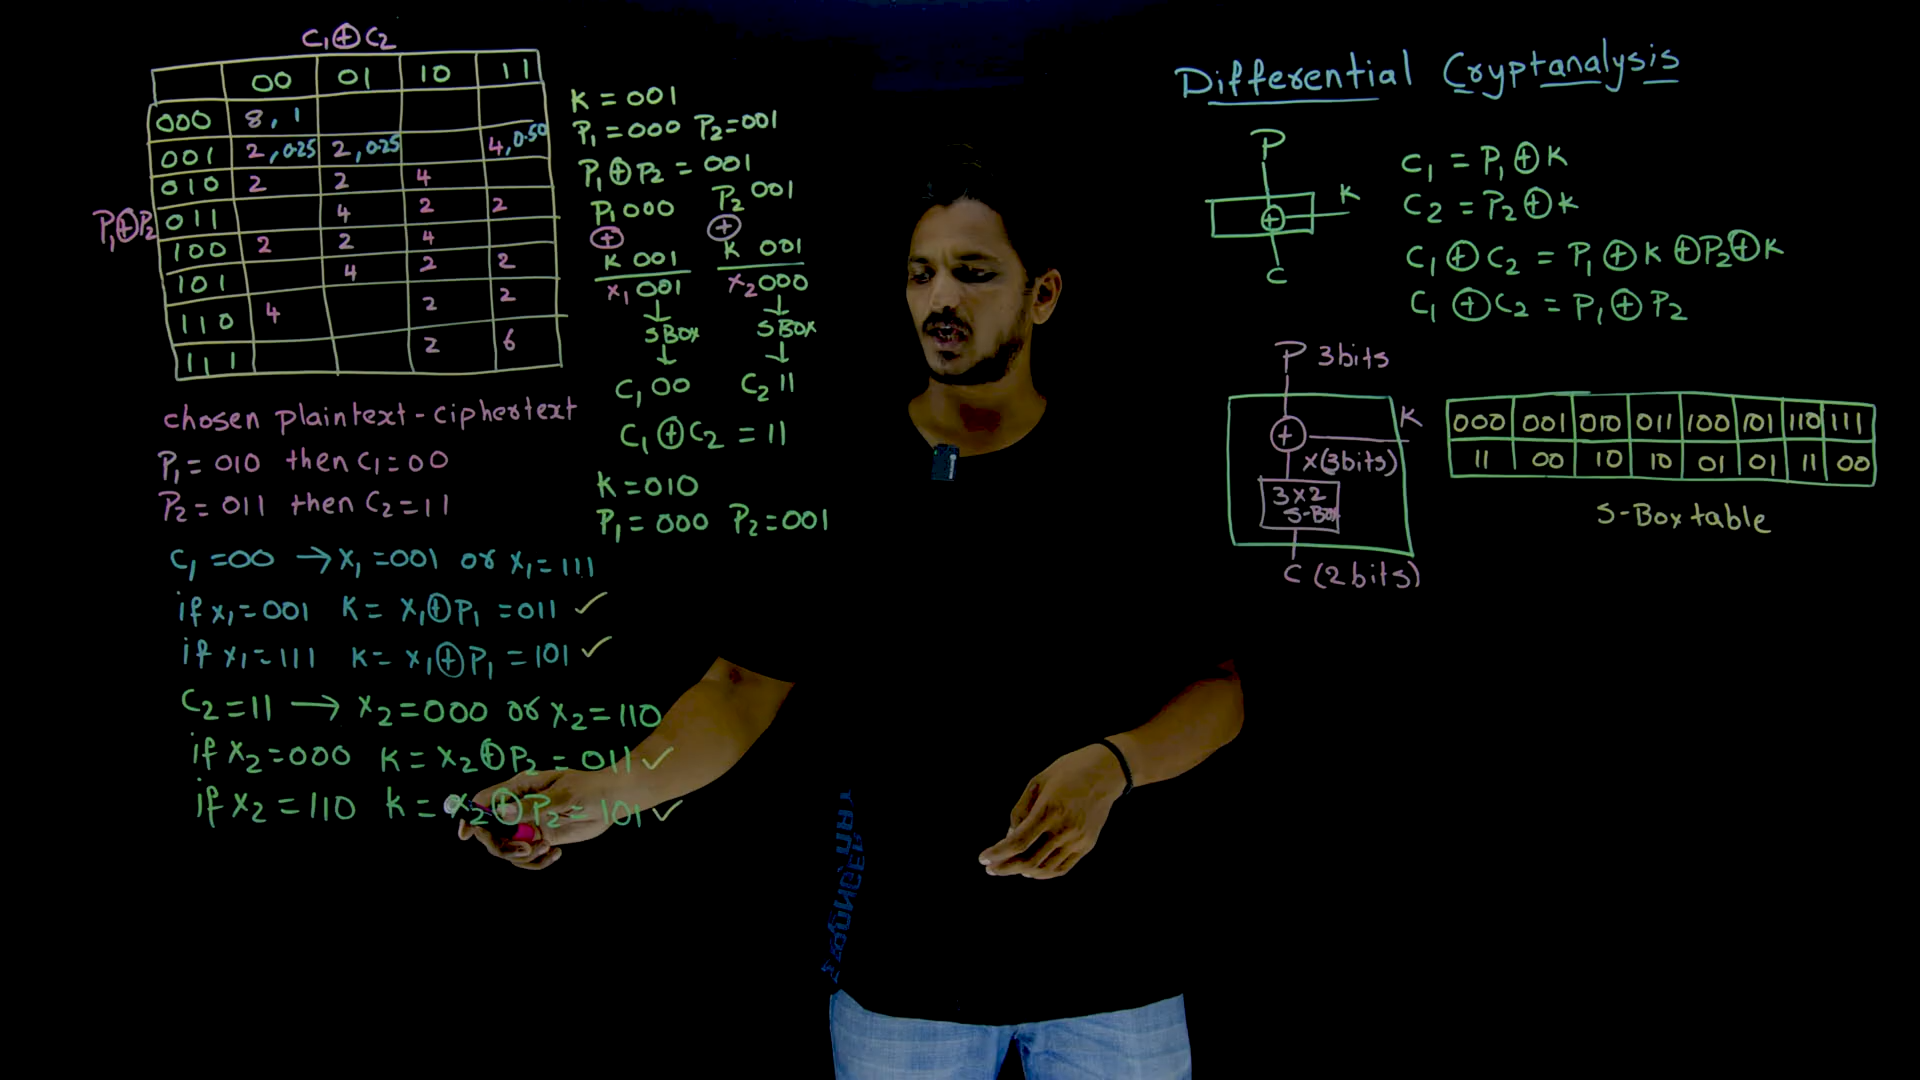 C₁⊕C₂
00 01 10 11
000 8,1
001 2,0.25 2,0.25 4,0.50
010 2 2 4
P₁⊕P₂ 011 4 2 2
100 2 2 4
101 4 2 2
110 4 2 2
111 2 6
chosen plaintext-ciphertext
P₁= 010 then C₁=00
P₂= 011 then C₂=11
C₁=00 → X₁=001 or X₁=111
if X₁=001 K= X₁⊕P₁ =011 ✓
if X₁=111 K= X₁⊕P₁ =101 ✓
C₂=11 → X₂=000 or X₂=110
if X₂=000 K= X₂⊕P₂= 011 ✓
if X₂=110 K= X₂⊕P₂= 101 ✓
K = 001
P₁=000 P₂=001
P₁⊕P₂ = 001
P₁ 000 P₂ 001
⊕ ⊕
K 001 K 001
X₁ 001 X₂ 000
↓ ↓
SBOX SBOX
↓ ↓
C₁ 00 C₂ 11
C₁⊕C₂ = 11
K=010
P₁= 000 P₂=001
Differential Cryptanalysis
P
K
⊕
C
C₁ = P₁⊕K
C₂ = P₂⊕K
C₁⊕C₂ = P₁⊕K⊕P₂⊕K
C₁⊕C₂ = P₁⊕P₂
P 3bits
K
⊕
X(3bits)
3X2
S-Box
C (2bits)
000 001 010 011 100 101 110 111
11 00 10 10 01 01 11 00
S-Box table